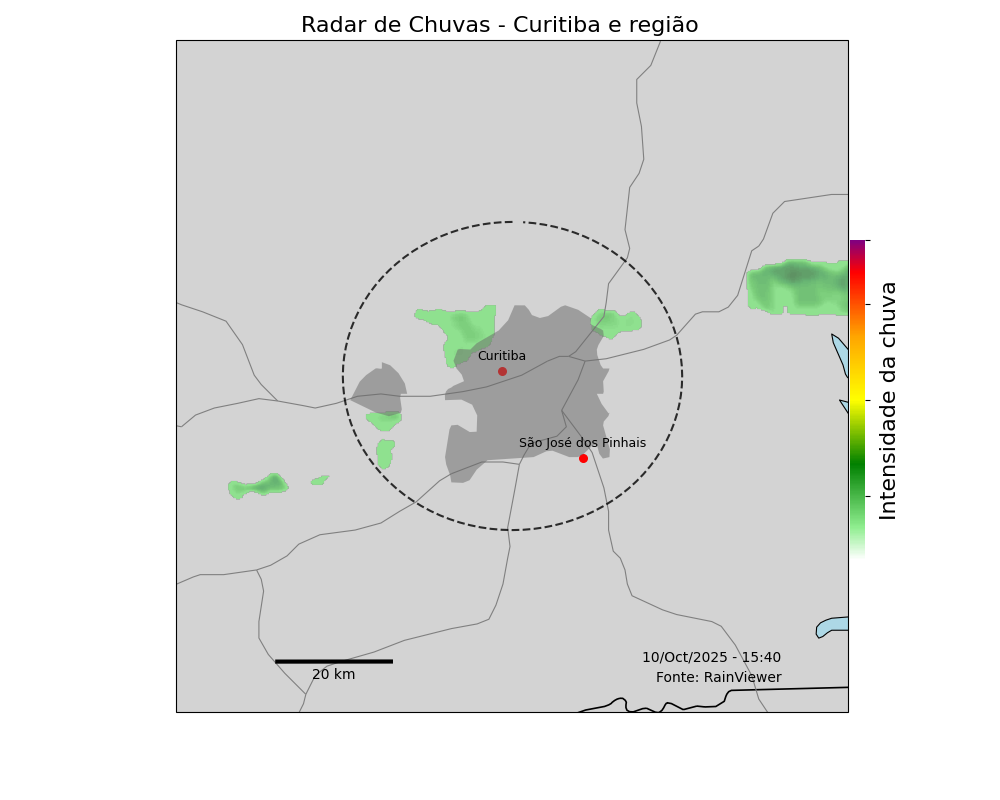 Radar de Chuvas - Curitiba e região
Curitiba
São José dos Pinhais
Intensidade da chuva
10/Oct/2025 - 15:40
20 km
Fonte: RainViewer